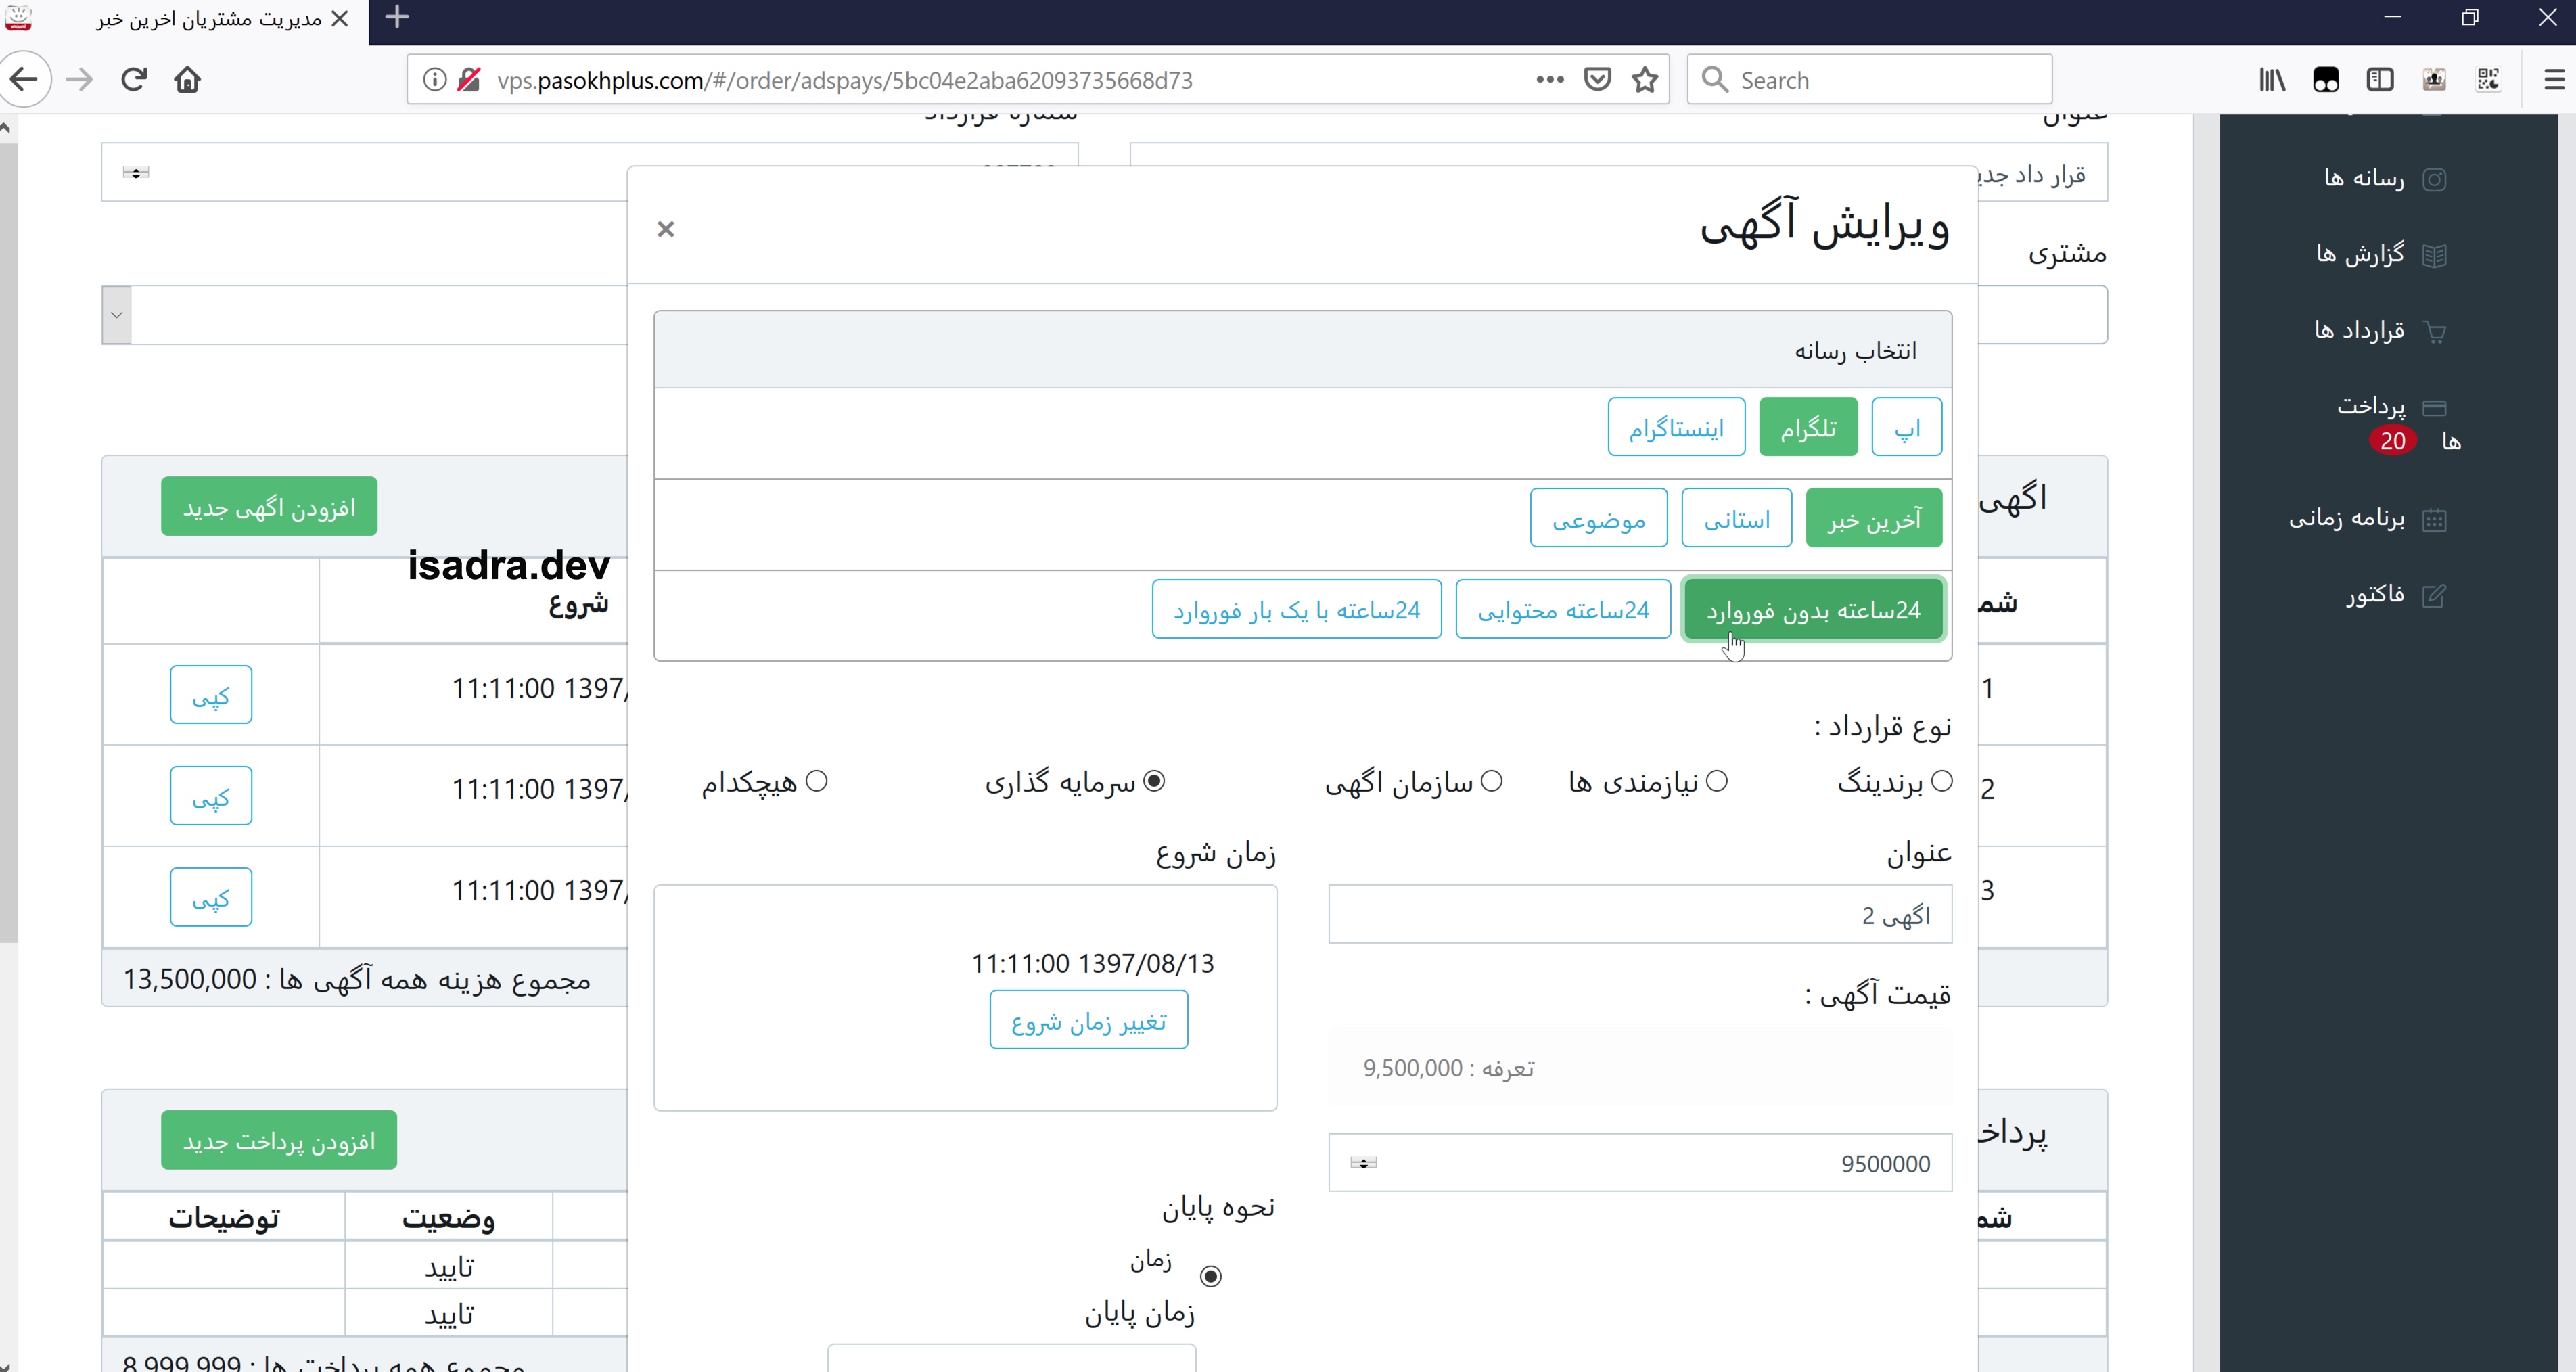 مدیریت مشتریان اخرین خبر
vps.pasokhplus.com/#/order/adspays/5bc04e2aba62093735668d73
Search
عنوان
شماره قرارداد
قرار داد جدید
مشتری
رسانه ها
گزارش ها
قرارداد ها
پرداخت
ها 20
برنامه زمانی
فاکتور
ویرایش آگهی
×
انتخاب رسانه
اپ تلگرام اینستاگرام
آخرین خبر استانی موضوعی
24ساعته بدون فوروارد 24ساعته محتوایی 24ساعته با یک بار فوروارد
نوع قرارداد :
برندینگ نیازمندی ها سازمان اگهی سرمایه گذاری هیچکدام
عنوان
اگهی 2
قیمت آگهی :
تعرفه : 9,500,000
9500000
زمان شروع
11:11:00 1397/08/13
تغییر زمان شروع
نحوه پایان
زمان
زمان پایان
اگهی
افزودن اگهی جدید
isadra.dev
شروع
1 11:11:00 1397/ کپی
2 11:11:00 1397/ کپی
3 11:11:00 1397/ کپی
مجموع هزینه همه آگهی ها : 13,500,000
افزودن پرداخت جدید
وضعیت توضیحات
تایید
تایید
مجموع همه پرداخت ها : 8,999,999